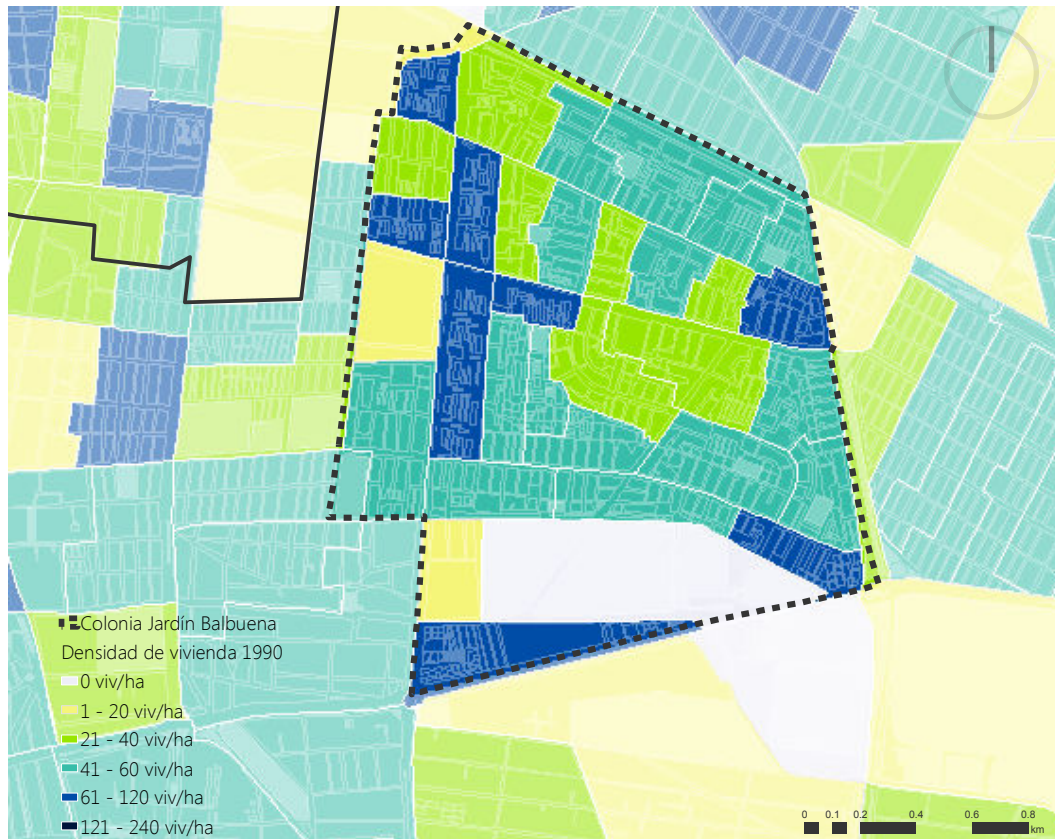 Colonia Jardín Balbuena
Densidad de vivienda 1990
0 viv/ha
1 - 20 viv/ha
21 - 40 viv/ha
41 - 60 viv/ha
61 - 120 viv/ha
121 - 240 viv/ha
0 0.1 0.2 0.4 0.6 0.8
km